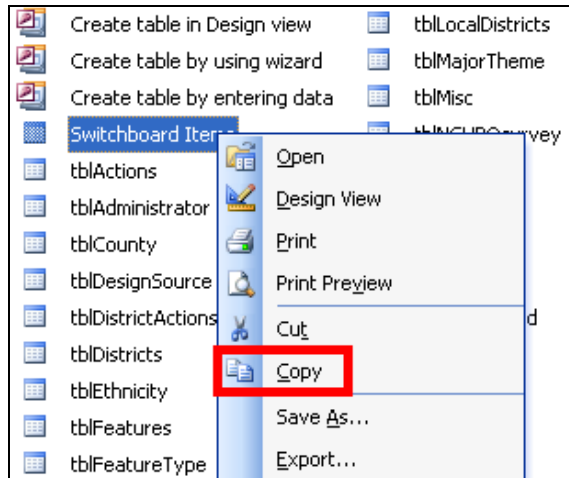 Create table in Design view
Create table by using wizard
Create table by entering data
Switchboard
tblActions
tblAdministrator
tblCounty
tblDesignSource
tblDistrictActions
tblDistricts
tblEthnicity
tblFeatures
tblFeatureType
tblLocalDistricts
tblMajorTheme
tblMisc
Open
Design View
Print
Print Preview
Cut
Copy
Save As...
Export...